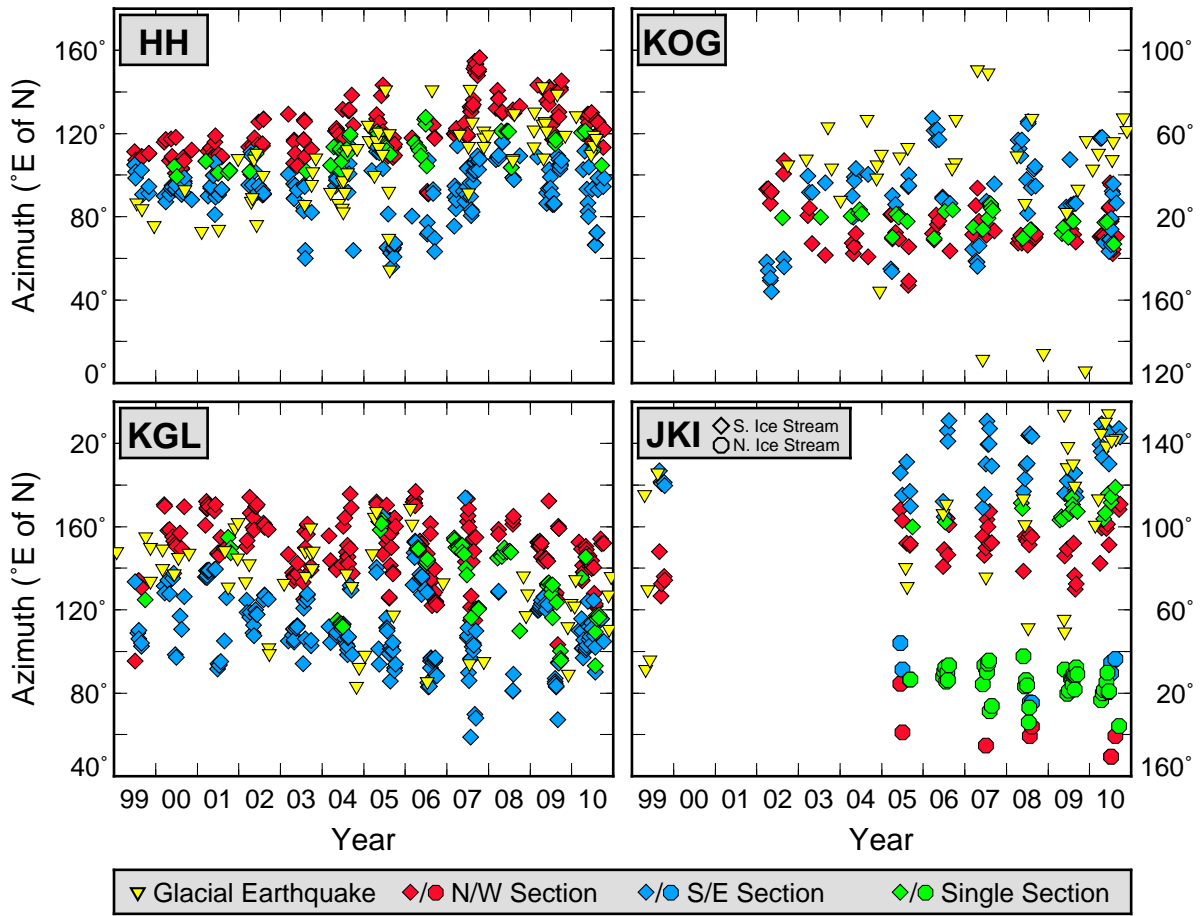 HH
KOG
160˚
120˚
80˚
40˚
0˚
Azimuth (˚E of N)
100˚
60˚
20˚
160˚
120˚
KGL
JKI
S. Ice Stream
N. Ice Stream
20˚
160˚
120˚
80˚
40˚
Azimuth (˚E of N)
140˚
100˚
60˚
20˚
160˚
99 00 01 02 03 04 05 06 07 08 09 10
99 00 01 02 03 04 05 06 07 08 09 10
Year
Year
Glacial Earthquake / N/W Section / S/E Section / Single Section